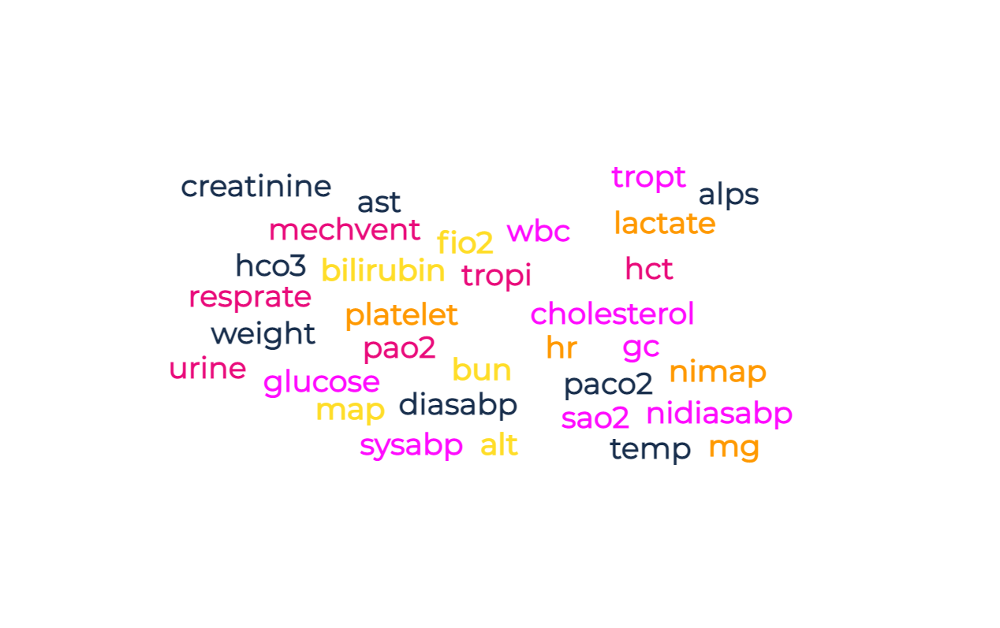 creatinine
tropt
alps
ast
mechvent
fio2
wbc
lactate
hco3
bilirubin
tropi
hct
resprate
platelet
cholesterol
weight
pao2
hr
gc
urine
glucose
bun
paco2
nimap
map
diasabp
sao2
nidiasabp
sysabp
alt
temp
mg